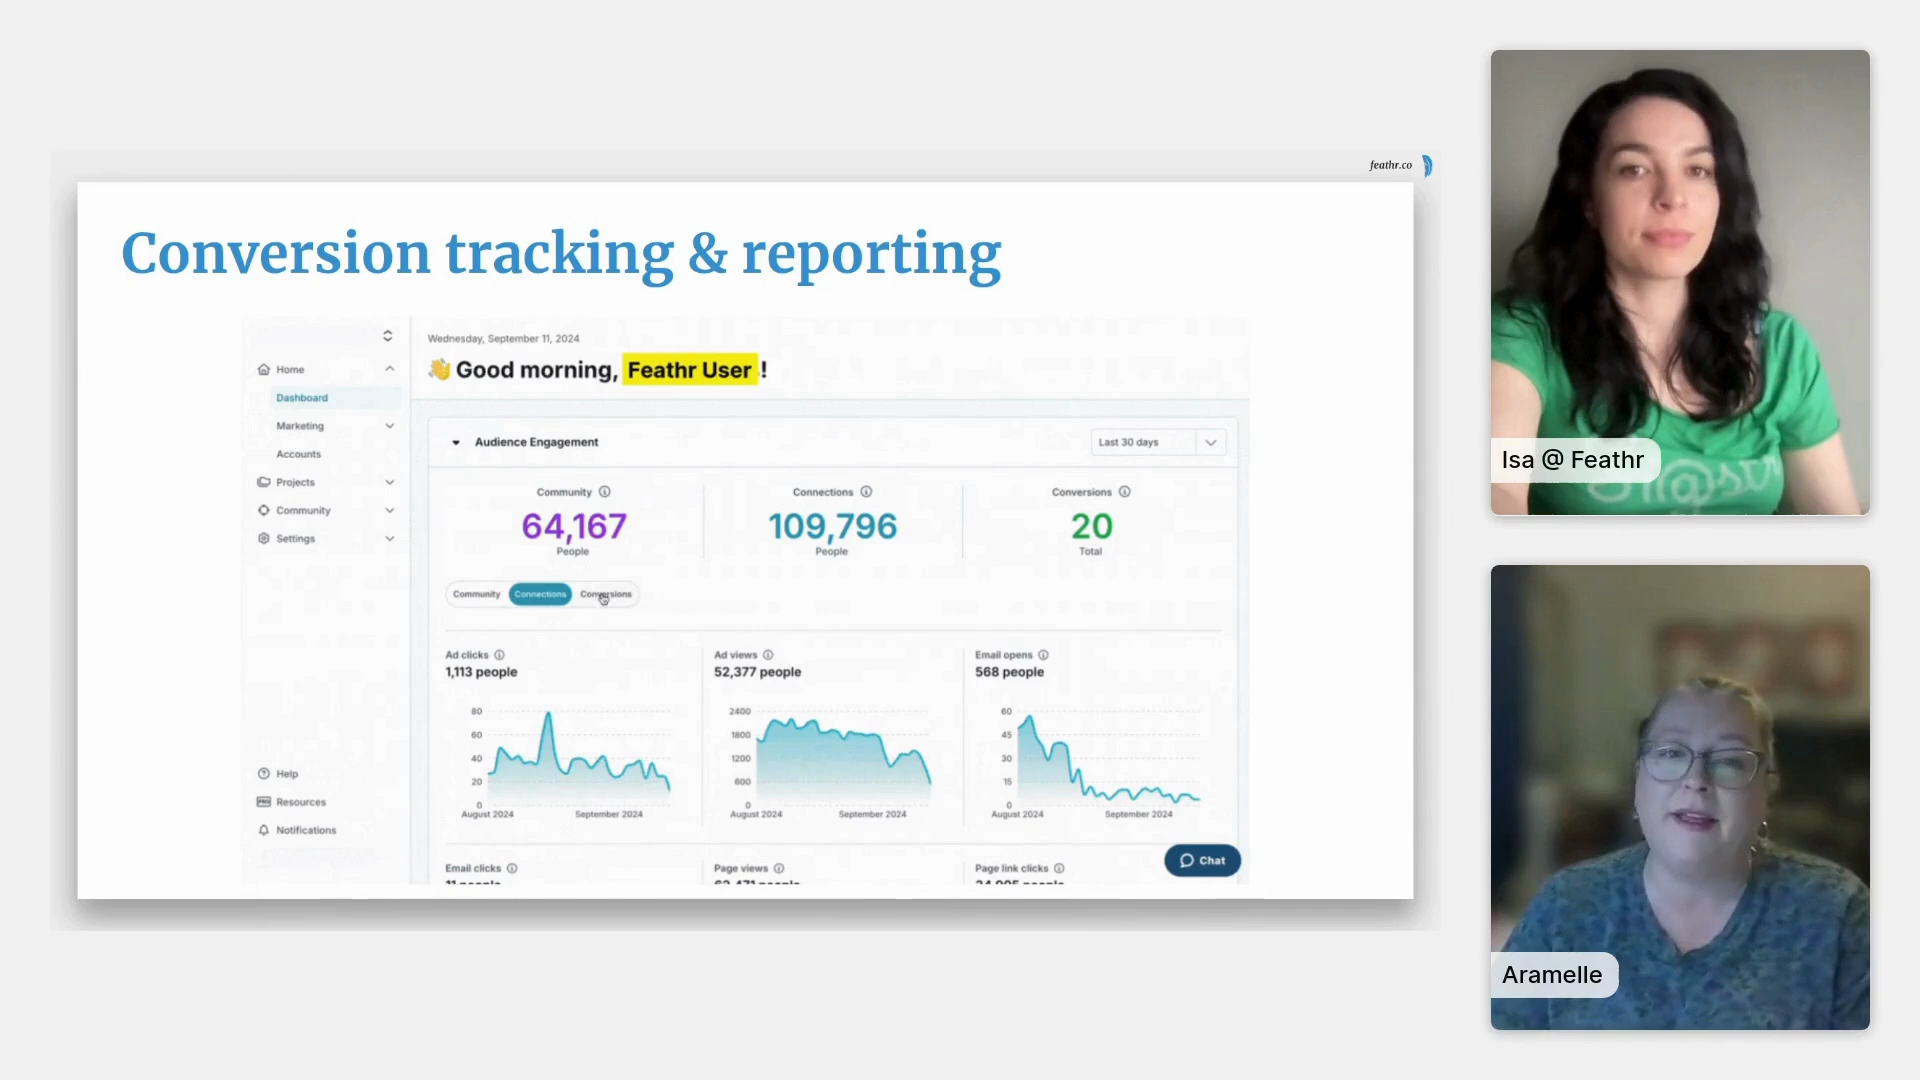 feathr.co
Conversion tracking & reporting
Wednesday, September 11, 2024
👋 Good morning, Feathr User !
Home
Dashboard
Marketing
Accounts
Projects
Community
Settings
Help
Resources
Notifications
Audience Engagement
Last 30 days
Community
64,167
People
Connections
109,796
People
Conversions
20
Total
Community Connections Conversions
Ad clicks
1,113 people
80
60
40
20
0
August 2024 September 2024
Ad views
52,377 people
2400
1800
1200
600
0
August 2024 September 2024
Email opens
568 people
60
45
30
15
0
August 2024 September 2024
Email clicks
Page views
Page link clicks
Chat
Isa @ Feathr
Aramelle